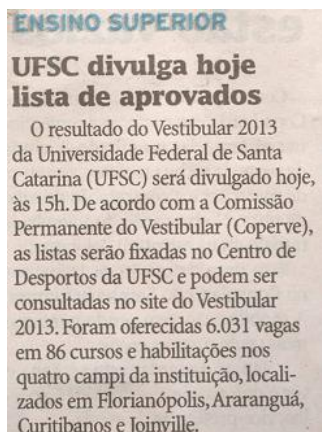 ENSINO SUPERIOR
UFSC divulga hoje
lista de aprovados
O resultado do Vestibular 2013
da Universidade Federal de Santa
Catarina (UFSC) será divulgado hoje,
às 15h. De acordo com a Comissão
Permanente do Vestibular (Coperve),
as listas serão fixadas no Centro de
Desportos da UFSC e podem ser
consultadas no site do Vestibular
2013. Foram oferecidas 6.031 vagas
em 86 cursos e habilitações nos
quatro campi da instituição, locali-
zados em Florianópolis, Araranguá,
Curitibanos e Joinville.